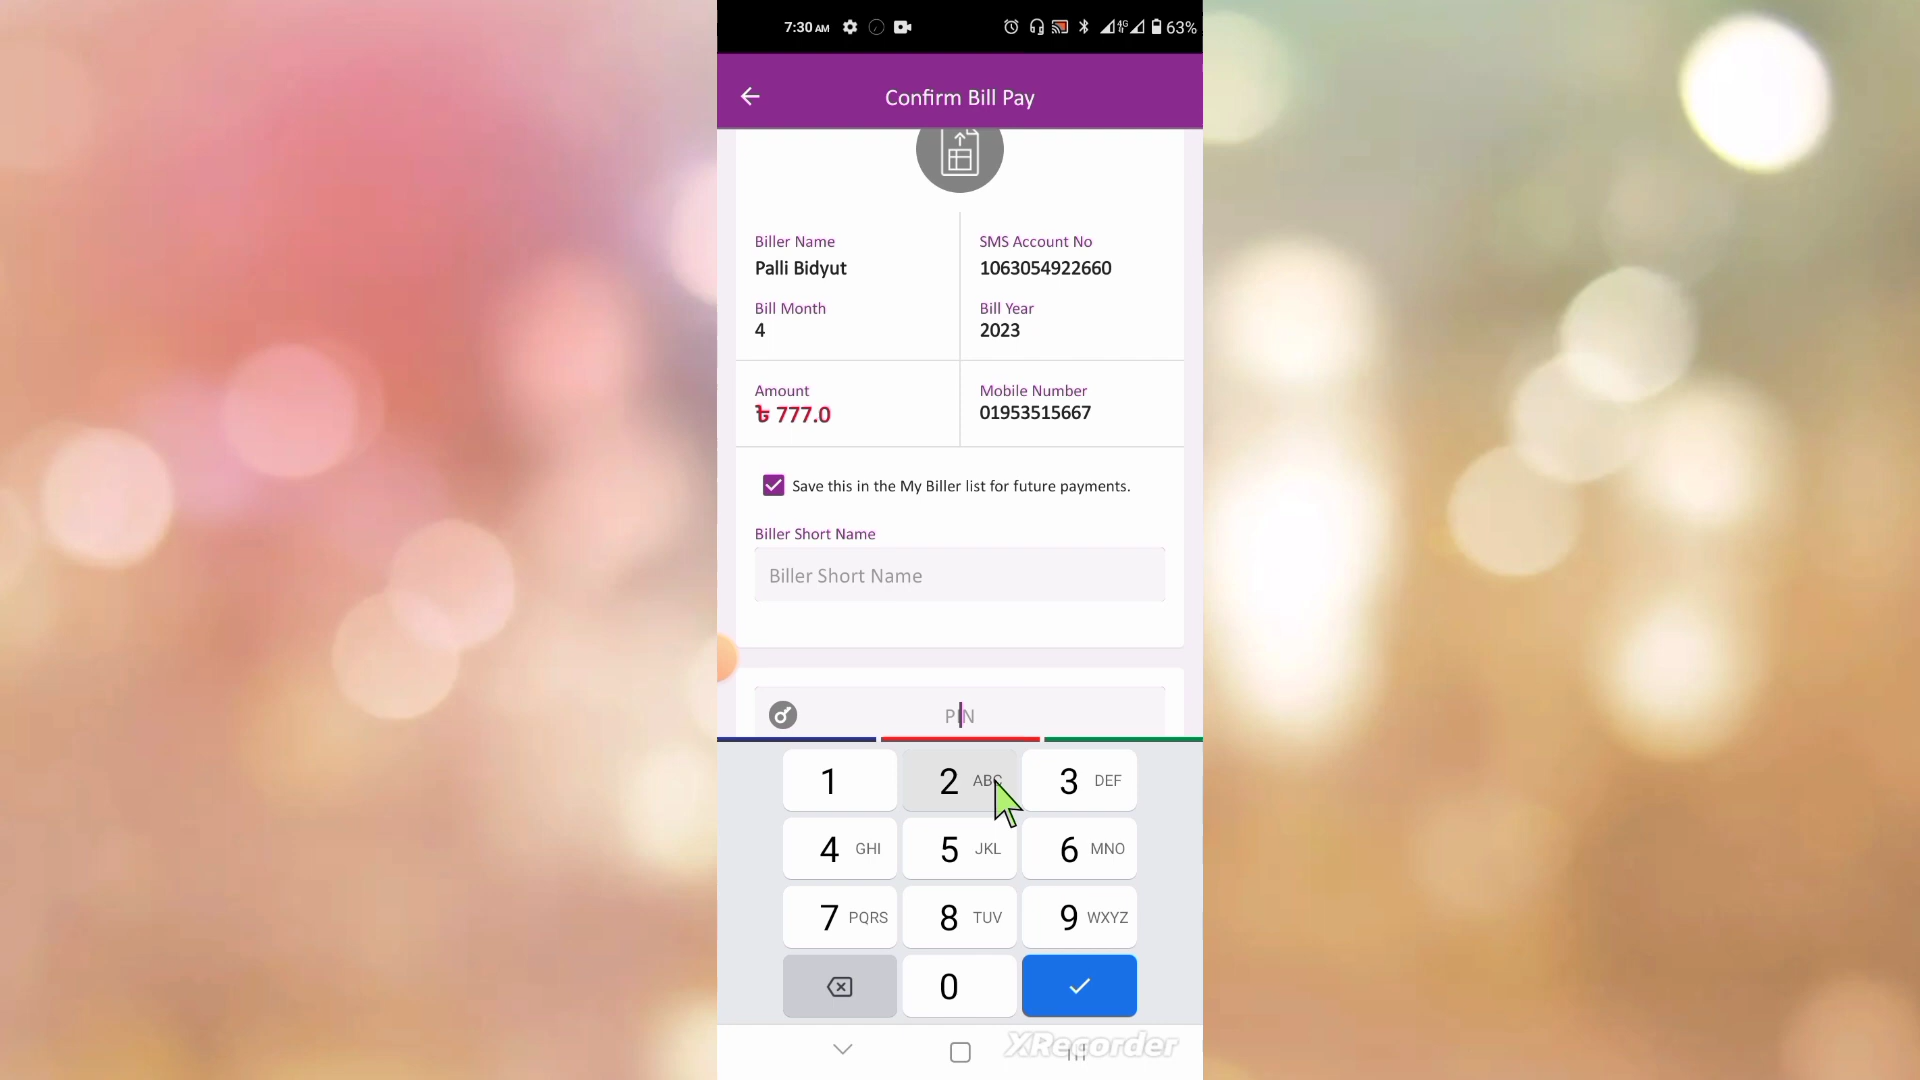 7:30 AM 4G 63%
Confirm Bill Pay
Biller Name
Palli Bidyut
SMS Account No
1063054922660
Bill Month
4
Bill Year
2023
Amount
৳ 777.0
Mobile Number
01953515667
Save this in the My Biller list for future payments.
Biller Short Name
Biller Short Name
PIN
1 2 ABC 3 DEF
4 GHI 5 JKL 6 MNO
7 PQRS 8 TUV 9 WXYZ
0
XRecorder